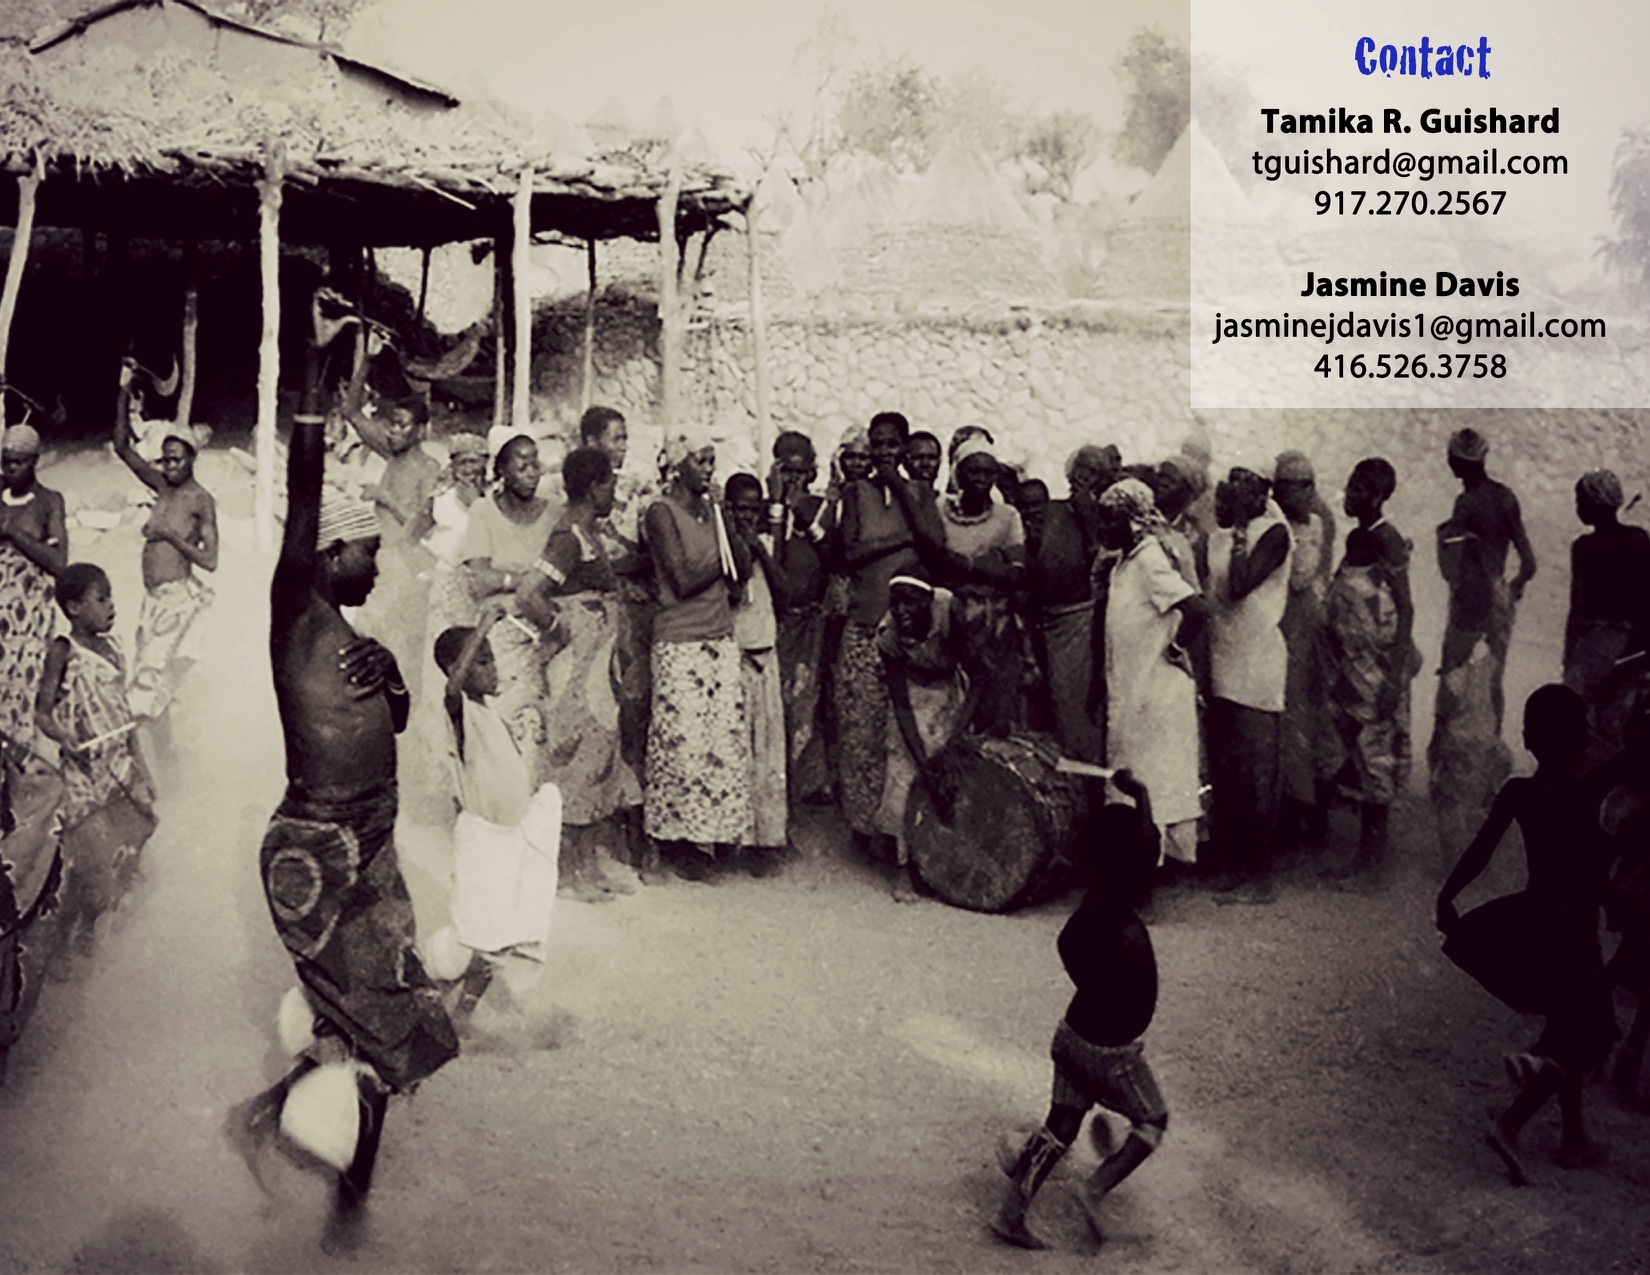 Contact
Tamika R. Guishard
tguishard@gmail.com
917.270.2567
Jasmine Davis
jasminejdavis1@gmail.com
416.526.3758